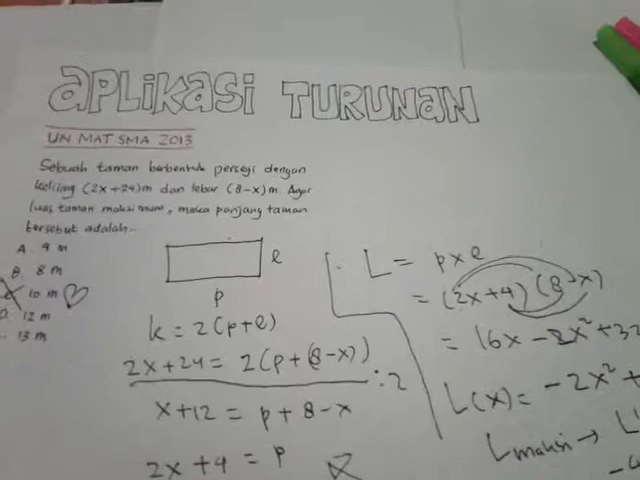 APLIKASI TURUNAN
UN MAT SMA 2013
Sebuah taman berbentuk persegi dengan
keliling (2x+24)m dan lebar (8-x)m Agar
luas taman maksimum, maka panjang taman
tersebut adalah..
A. 4 m
B. 8 m
10 m
D. 12 m
13 m
l
p
k = 2(p+l)
2x+24 = 2(p+(8-x))
:2
x+12 = p+8-x
2x+4 = p
L = p×l
= (2x+4)(8-x)
= 16x-2x²+32
L(x) = -2x²+
Lmaksi → L'